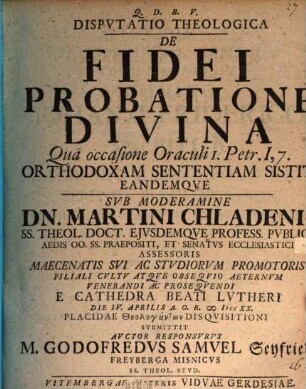 Q. D. B. V.
DISPVTATIO THEOLOGICA
27
DE
FIDEI
PROBATIONE
DIVINA
Quâ occasione Oraculi 1. Petr. I, 7.
ORTHODOXAM SENTENTIAM SISTIT
EANDEMQVE
SVB MODERAMINE
DN. MARTINI CHLADENI
SS. THEOL. DOCT. EJVSDEMQVE PROFESS. PVBLIC
AEDIS OO. SS. PRAEPOSITI, ET SENATVS ECCLESIASTICI
ASSESSORIS
MAECENATIS SVI AC STVDIORVM PROMOTORIS
FILIALI CVLTV ATQVE OBSEQVIO AETERNVM
VENERANDI AC PROSEQVENDI
E CATHEDRA BEATI LVTHERI
DIE IV. APRILIS A. O. R.
PLACIDAE DISQVISITIONI
SVBMITTIT
AVCTOR RESPONSVRVS
M. GODOFREDVS SAMVEL Seyfrie
FREYBERGA MISNICVS
SS. THEOL. STVD.
VITEMBERGAE VIDVAE GERDESIAE